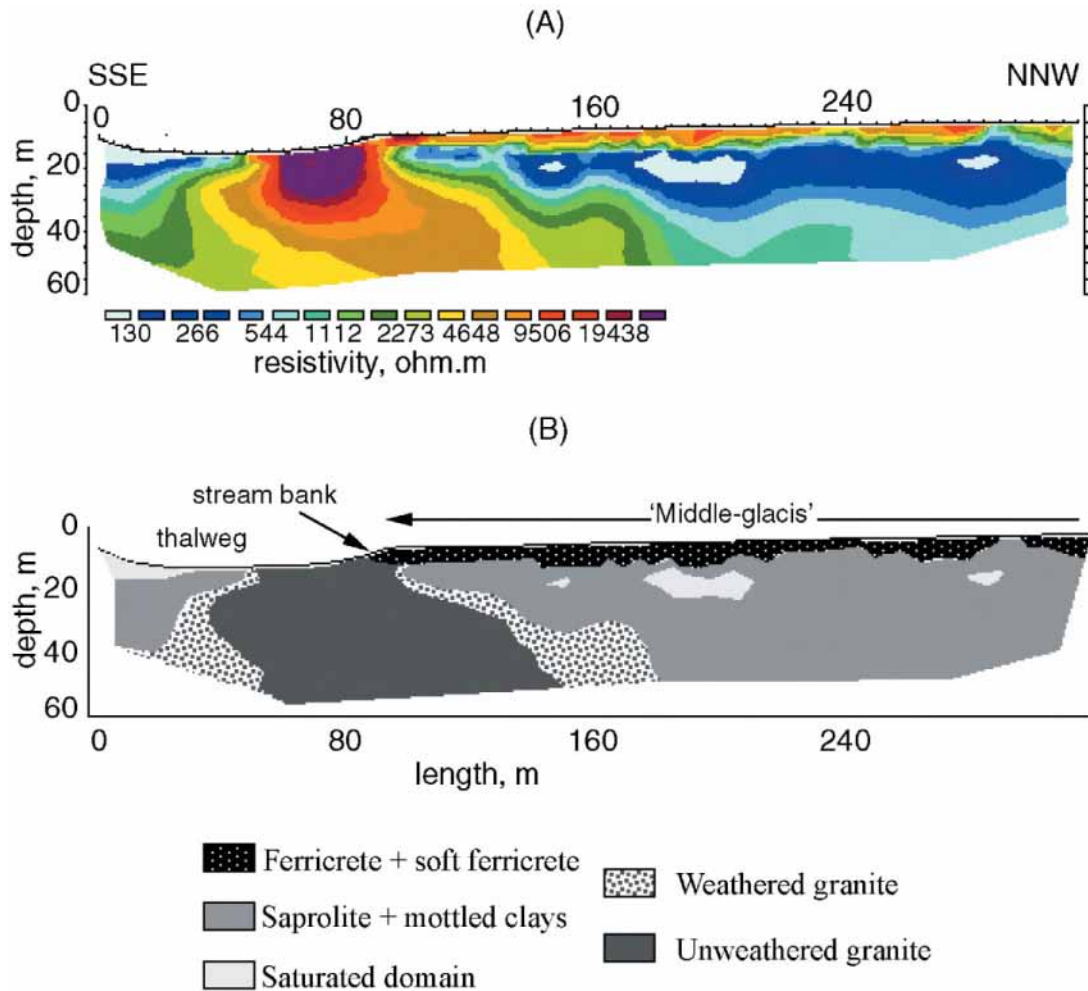 (A)
SSE NNW
0 80 160 240
0
20
40
60
depth, m
130 266 544 1112 2273 4648 9506 19438
resistivity, ohm.m
(B)
stream bank
'Middle-glacis'
thalweg
0
20
40
60
depth, m
0 80 160 240
length, m
Ferricrete + soft ferricrete
Weathered granite
Saprolite + mottled clays
Unweathered granite
Saturated domain